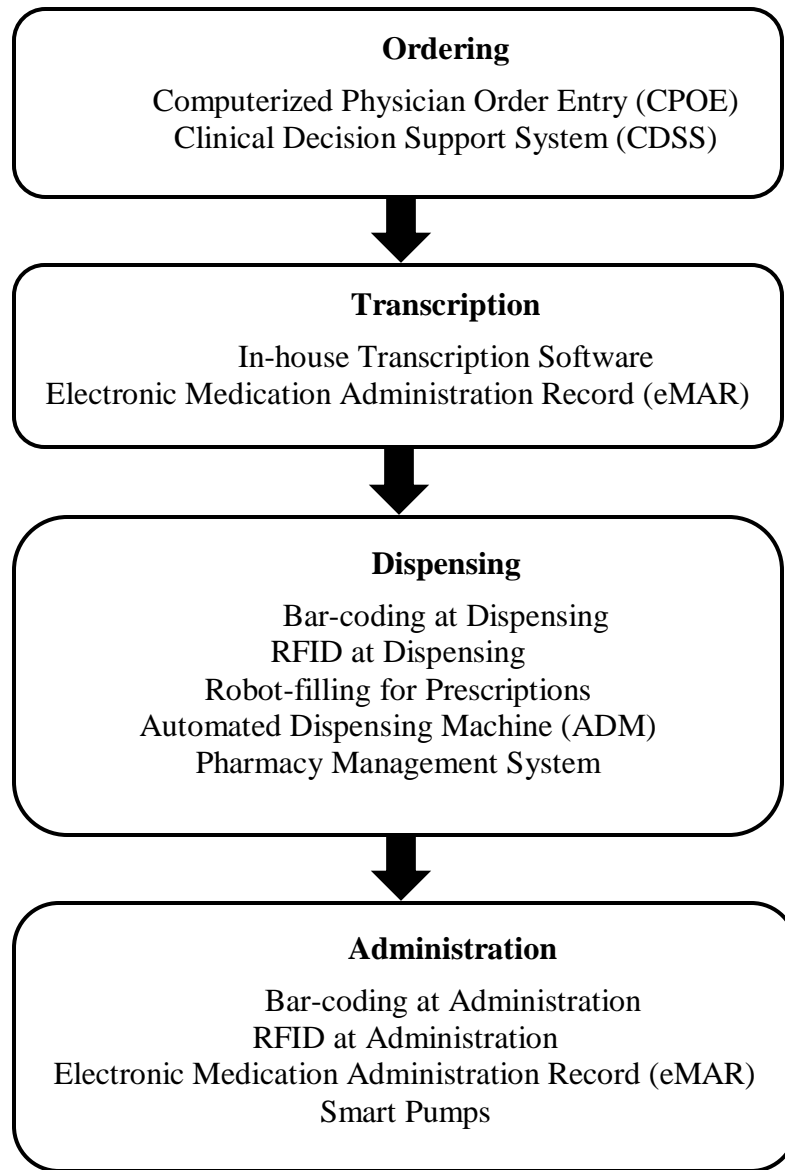 Ordering
Computerized Physician Order Entry (CPOE)
Clinical Decision Support System (CDSS)
Transcription
In-house Transcription Software
Electronic Medication Administration Record (eMAR)
Dispensing
Bar-coding at Dispensing
RFID at Dispensing
Robot-filling for Prescriptions
Automated Dispensing Machine (ADM)
Pharmacy Management System
Administration
Bar-coding at Administration
RFID at Administration
Electronic Medication Administration Record (eMAR)
Smart Pumps